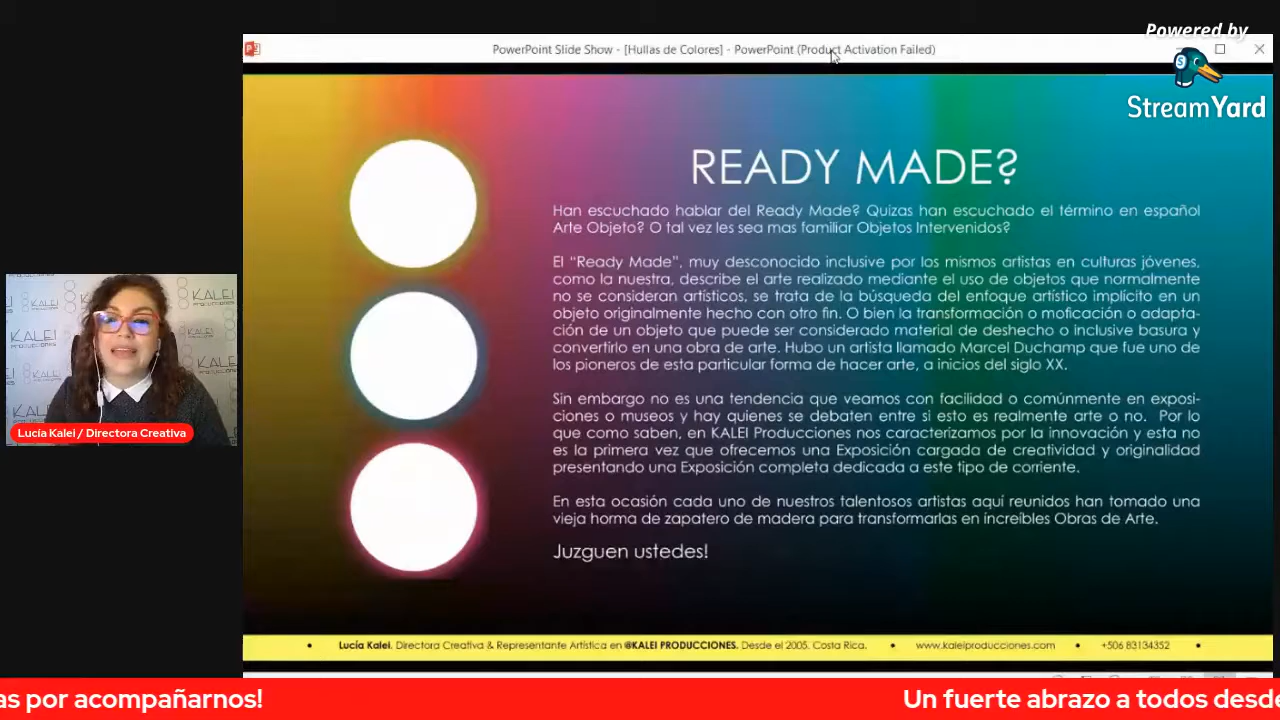 PowerPoint Slide Show - [Hullas de Colores] - PowerPoint (Product Activation Failed)
Powered by
StreamYard
READY MADE?
Han escuchado hablar del Ready Made? Quizas han escuchado el término en español
Arte Objeto? O tal vez les sea mas familiar Objetos Intervenidos?
El “Ready Made”, muy desconocido inclusive por los mismos artistas en culturas jóvenes,
como la nuestra, describe el arte realizado mediante el uso de objetos que normalmente
no se consideran artísticos, se trata de la búsqueda del enfoque artístico implícito en un
objeto originalmente hecho con otro fin. O bien la transformación o moficación o adapta-
ción de un objeto que puede ser considerado material de deshecho o inclusive basura y
convertirlo en una obra de arte. Hubo un artista llamado Marcel Duchamp que fue uno de
los pioneros de esta particular forma de hacer arte, a inicios del siglo XX.
Sin embargo no es una tendencia que veamos con facilidad o comúnmente en exposi-
ciones o museos y hay quienes se debaten entre si esto es realmente arte o no. Por lo
que como saben, en KALEI Producciones nos caracterizamos por la innovación y esta no
es la primera vez que ofrecemos una Exposición cargada de creatividad y originalidad
presentando una Exposición completa dedicada a este tipo de corriente.
En esta ocasión cada uno de nuestros talentosos artistas aquí reunidos han tomado una
vieja horma de zapatero de madera para transformarlas en increíbles Obras de Arte.
Juzguen ustedes!
KALEI
Lucía Kalei / Directora Creativa
• Lucía Kalei. Directora Creativa & Representante Artística en @KALEI PRODUCCIONES. Desde el 2005. Costa Rica. • www.kaleiproducciones.com • +506 83134352 •
as por acompañarnos! Un fuerte abrazo a todos desde